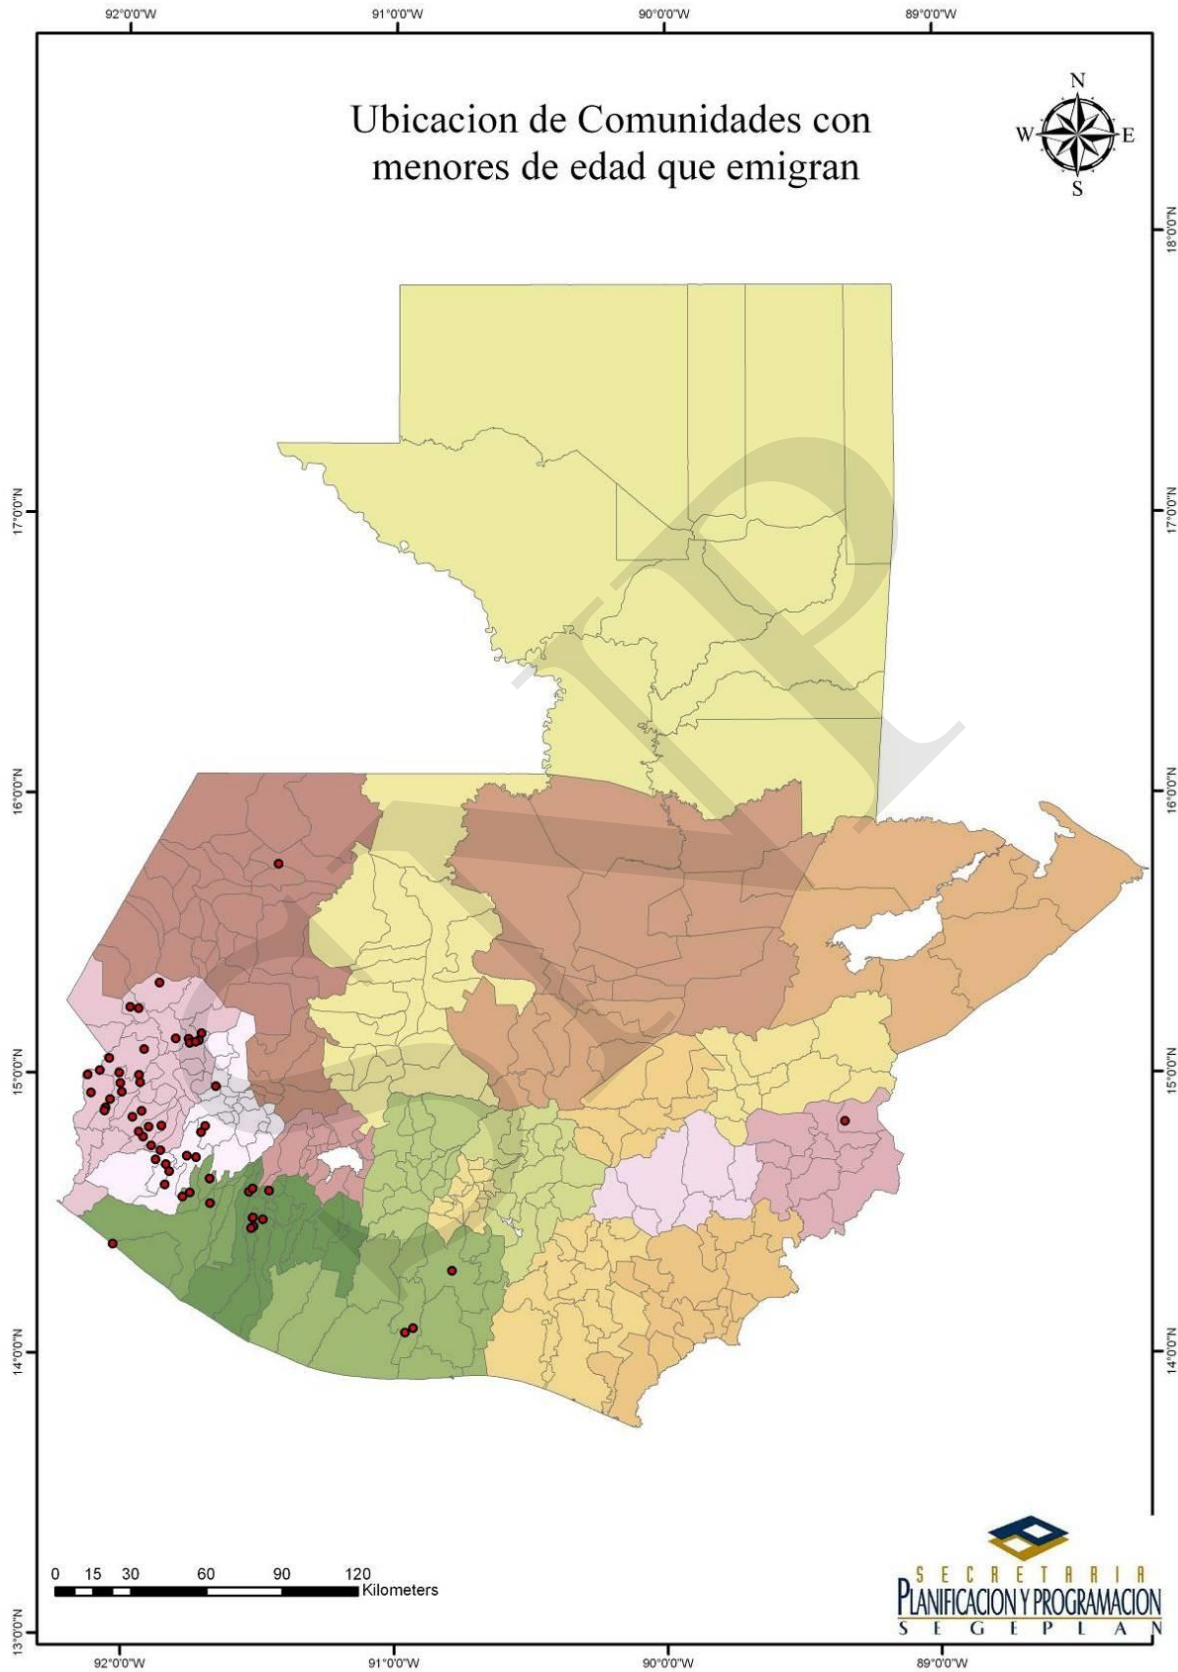 92°0'0"W 91°0'0"W 90°0'0"W 89°0'0"W
Ubicacion de Comunidades con
menores de edad que emigran
N
W E
S
18°0'0"N
17°0'0"N 17°0'0"N
16°0'0"N 16°0'0"N
15°0'0"N 15°0'0"N
14°0'0"N 14°0'0"N
0 15 30 60 90 120
Kilometers
SECRETARIA
PLANIFICACION Y PROGRAMACION
SEGEPLAN
13°0'0"N
92°0'0"W 91°0'0"W 90°0'0"W 89°0'0"W